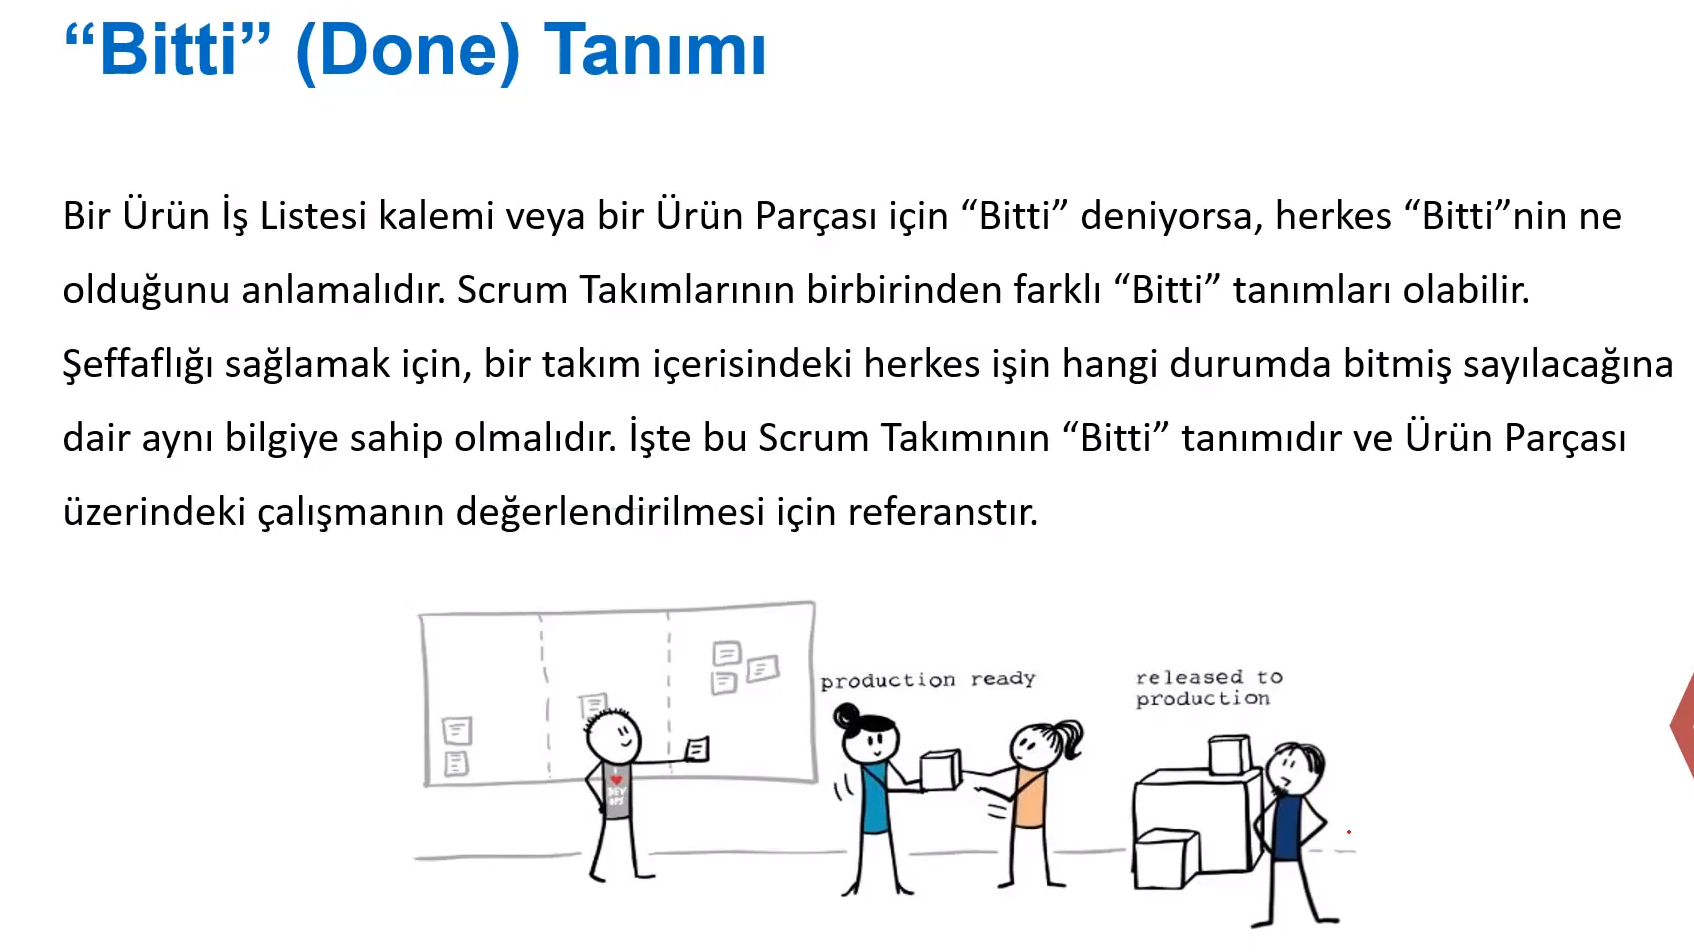 “Bitti” (Done) Tanımı
Bir Ürün İş Listesi kalemi veya bir Ürün Parçası için “Bitti” deniyorsa, herkes “Bitti”nin ne
olduğunu anlamalıdır. Scrum Takımlarının birbirinden farklı “Bitti” tanımları olabilir.
Şeffaflığı sağlamak için, bir takım içerisindeki herkes işin hangi durumda bitmiş sayılacağına
dair aynı bilgiye sahip olmalıdır. İşte bu Scrum Takımının “Bitti” tanımıdır ve Ürün Parçası
üzerindeki çalışmanın değerlendirilmesi için referanstır.
production ready
released to
production
I
DEV
OPS